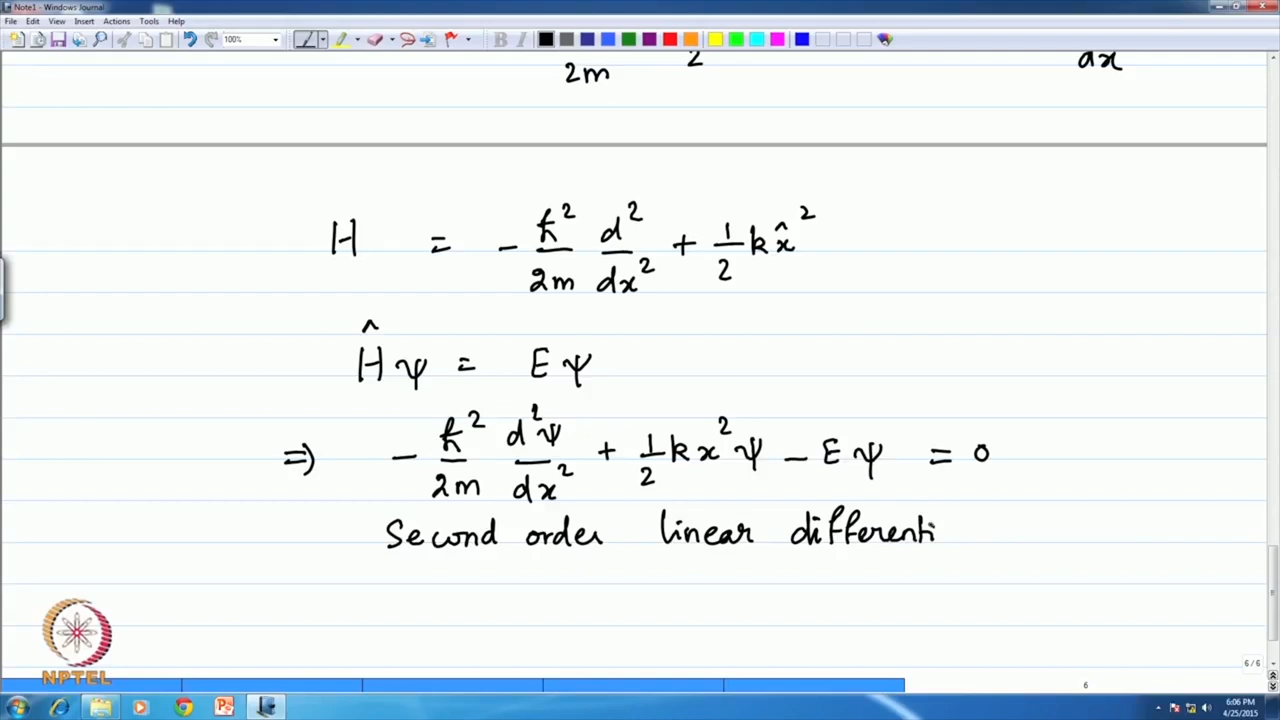 Note1 - Windows Journal
File Edit View Insert Actions Tools Help
100%
2m 2 dx
H = - ħ²/2m d²/dx² + 1/2 k x̂²
Ĥψ = Eψ
⇒ - ħ²/2m d²ψ/dx² + 1/2 kx²ψ - Eψ = 0
Second order linear differenti
NPTEL
6/6
6
6:06 PM
4/25/2015